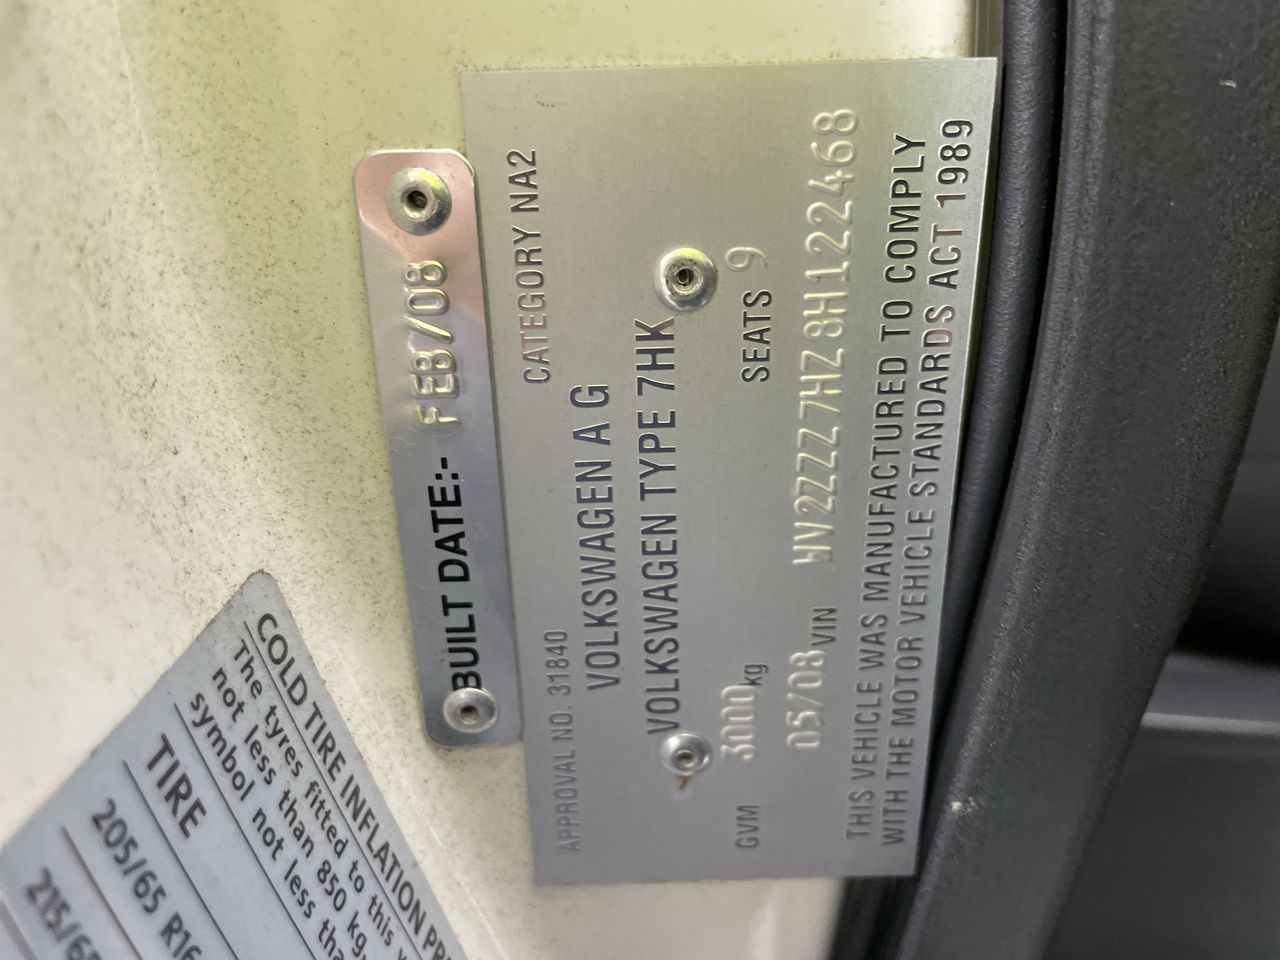 BUILT DATE:- FEB/08
APPROVAL NO. 31840 CATEGORY NA2
VOLKSWAGEN A G
VOLKSWAGEN TYPE 7HK
GVM 3000 kg SEATS 9
05/08 VIN WV2ZZZ7HZ8H122468
THIS VEHICLE WAS MANUFACTURED TO COMPLY
WITH THE MOTOR VEHICLE STANDARDS ACT 1989
COLD TIRE INFLATION
The tyres fitted to this
not less than 850 kg,
symbol not less
TIRE
205/65 R16